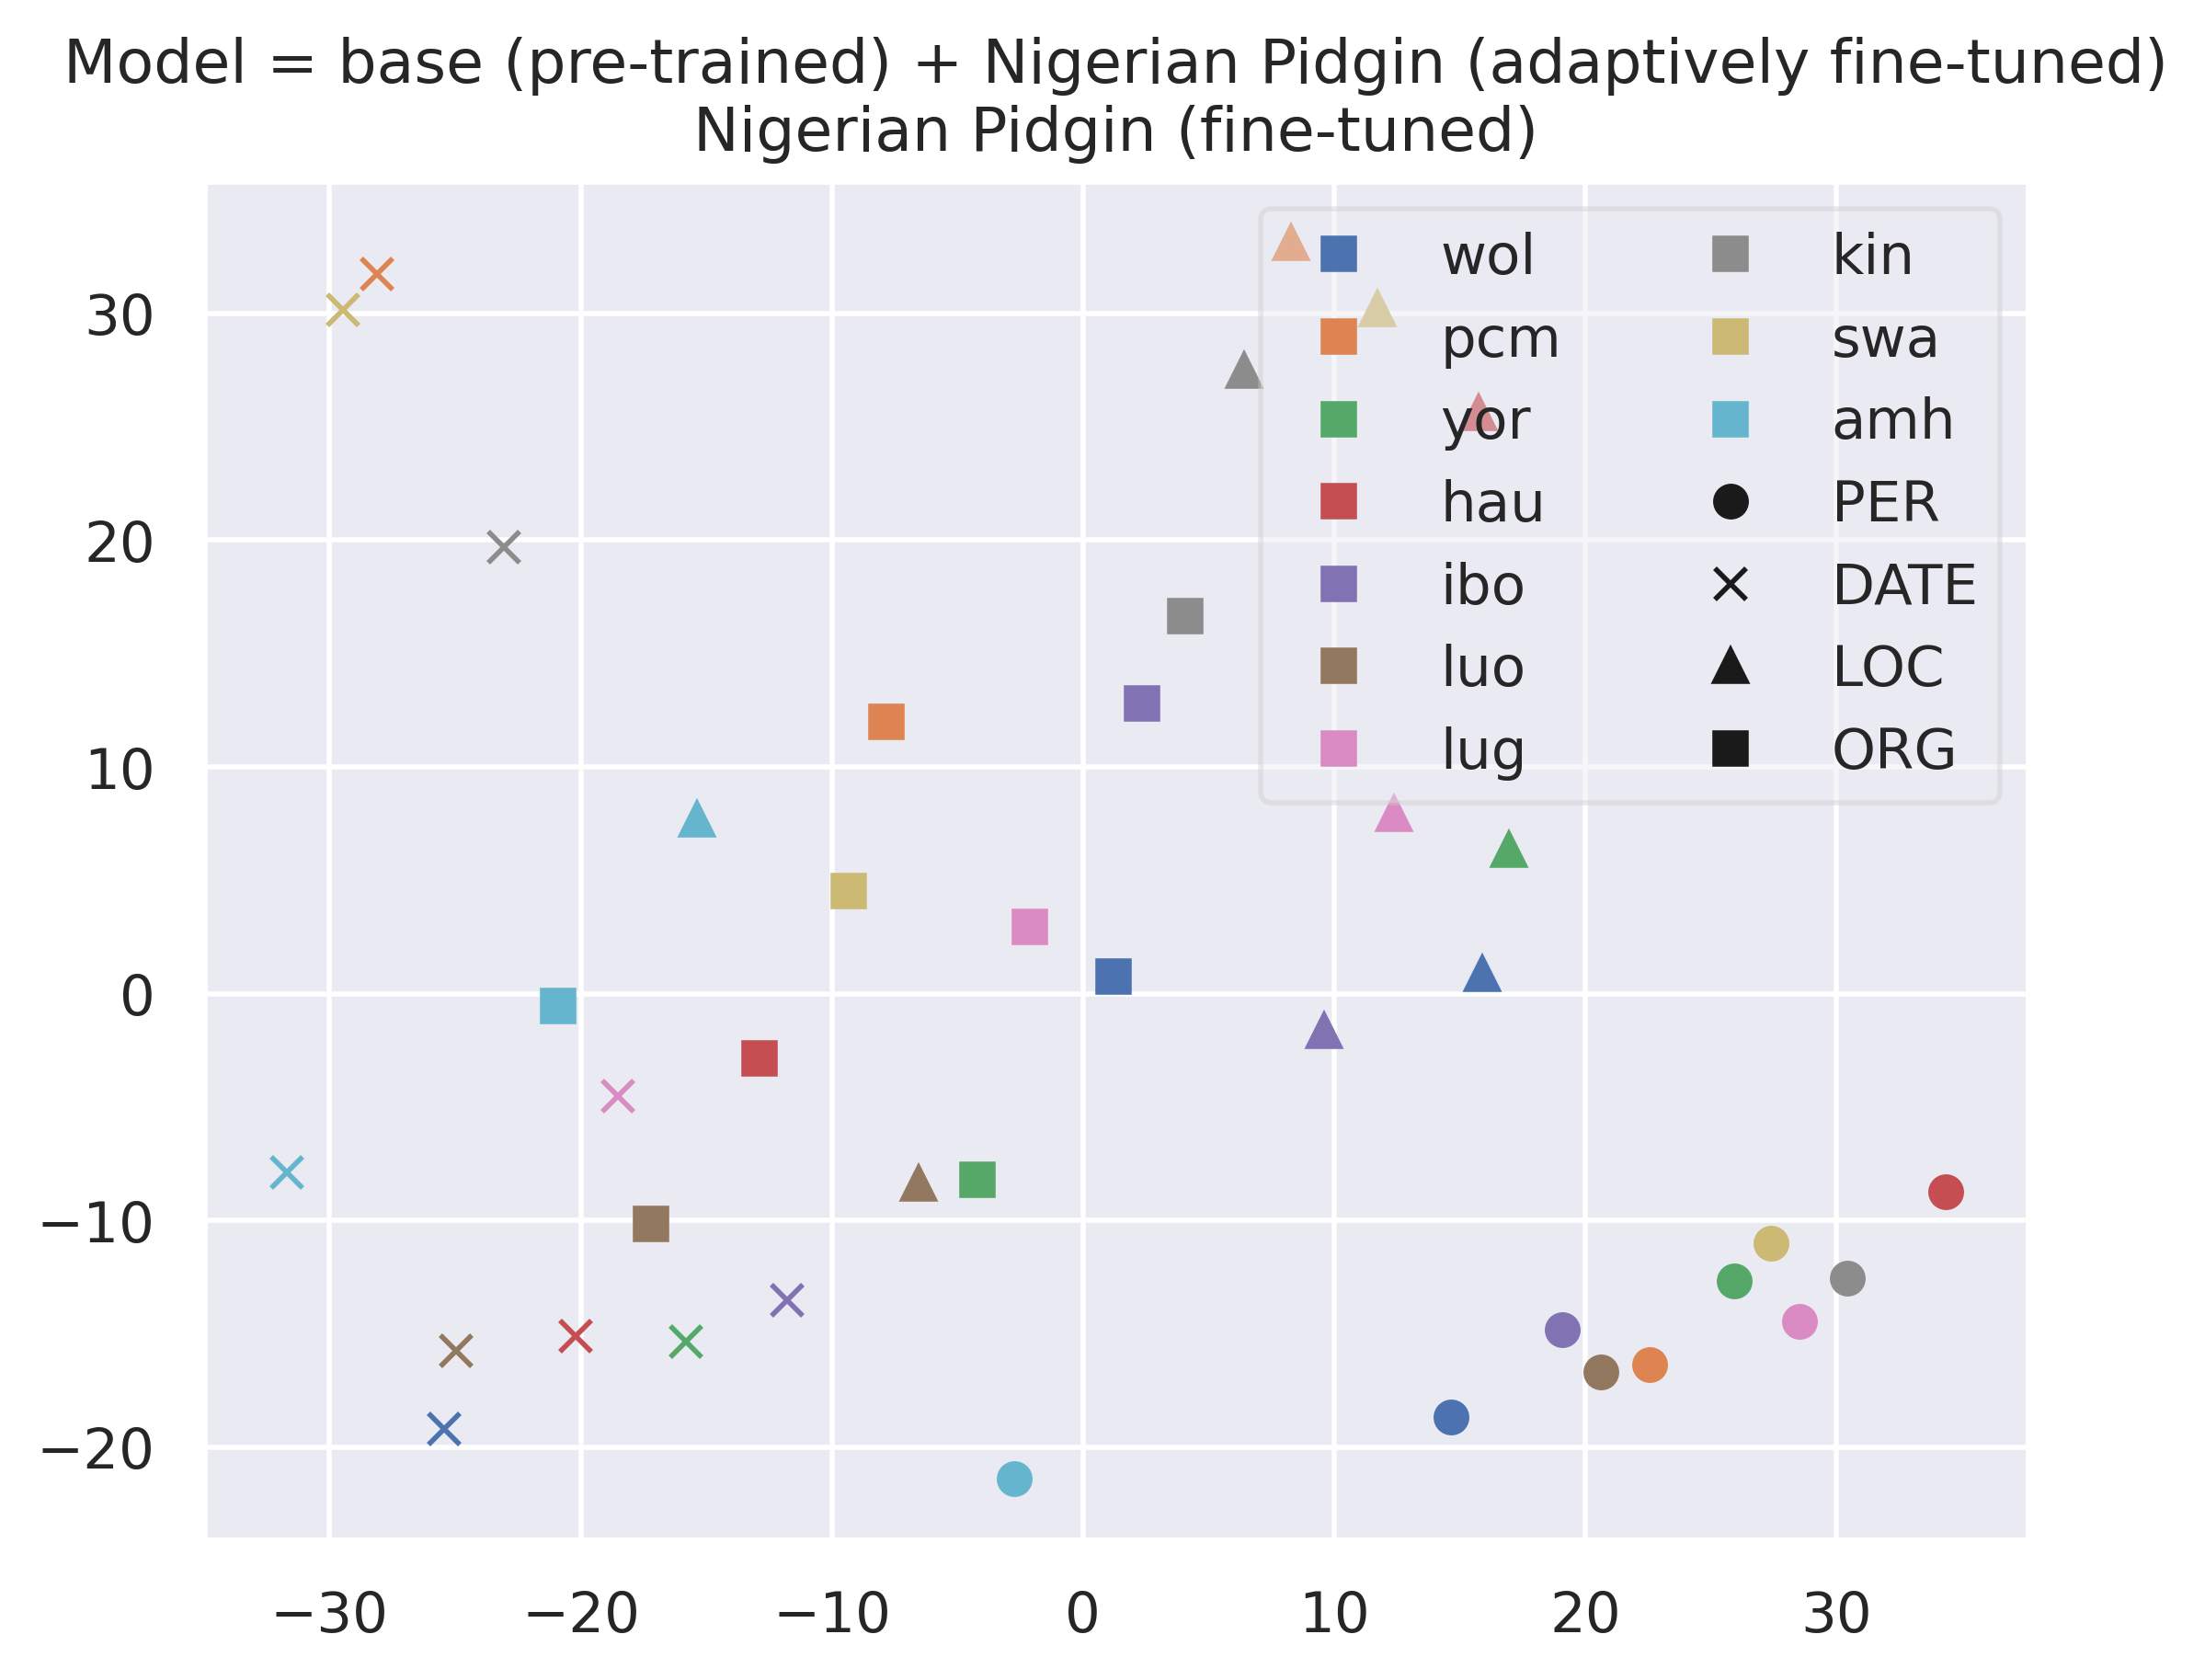 Model = base (pre-trained) + Nigerian Pidgin (adaptively fine-tuned)
Nigerian Pidgin (fine-tuned)
30
20
10
0
−10
−20
−30
−20
−10
0
10
20
30
wol
pcm
yor
hau
ibo
luo
lug
kin
swa
amh
PER
DATE
LOC
ORG